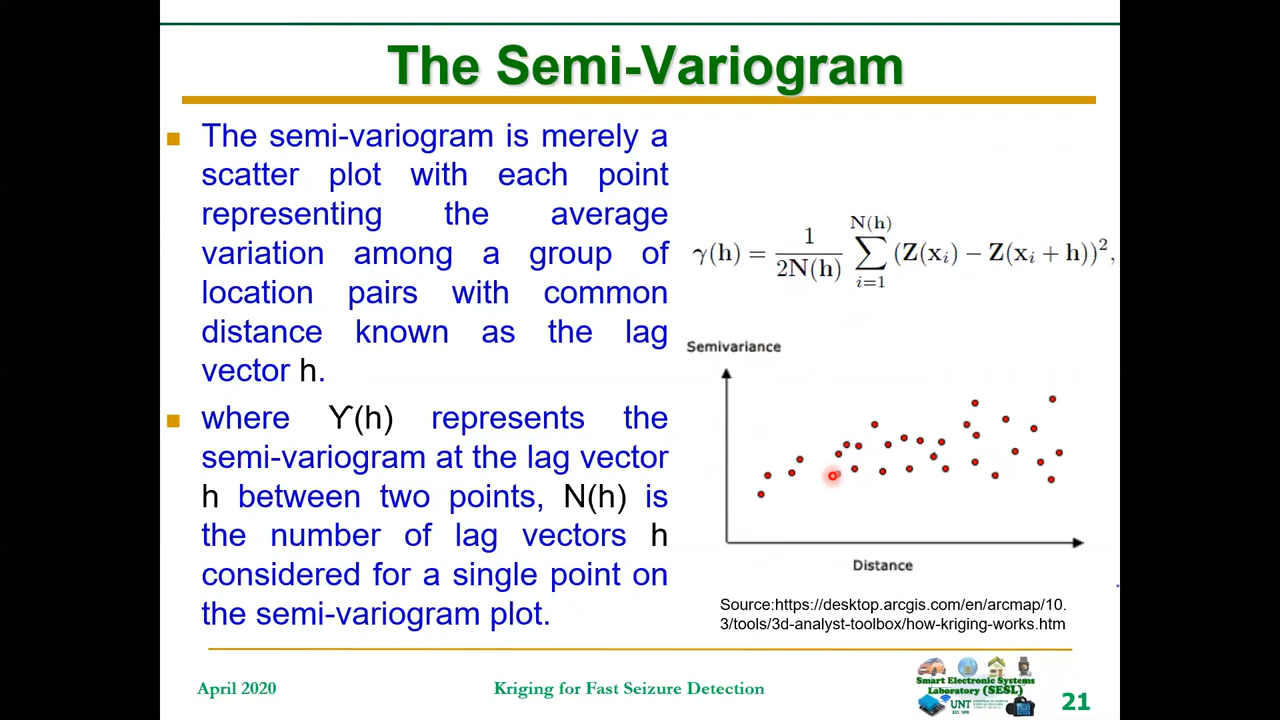 The Semi-Variogram
The semi-variogram is merely a
scatter plot with each point
representing the average
variation among a group of
location pairs with common
distance known as the lag
vector h.
where ϒ(h) represents the
semi-variogram at the lag vector
h between two points, N(h) is
the number of lag vectors h
considered for a single point on
the semi-variogram plot.
γ(h) = 1/2N(h) ∑_{i=1}^{N(h)} (Z(x_i) − Z(x_i + h))²,
Semivariance
Distance
Source:https://desktop.arcgis.com/en/arcmap/10.
3/tools/3d-analyst-toolbox/how-kriging-works.htm
April 2020
Kriging for Fast Seizure Detection
Smart Electronic Systems
Laboratory (SESL)
UNT
21